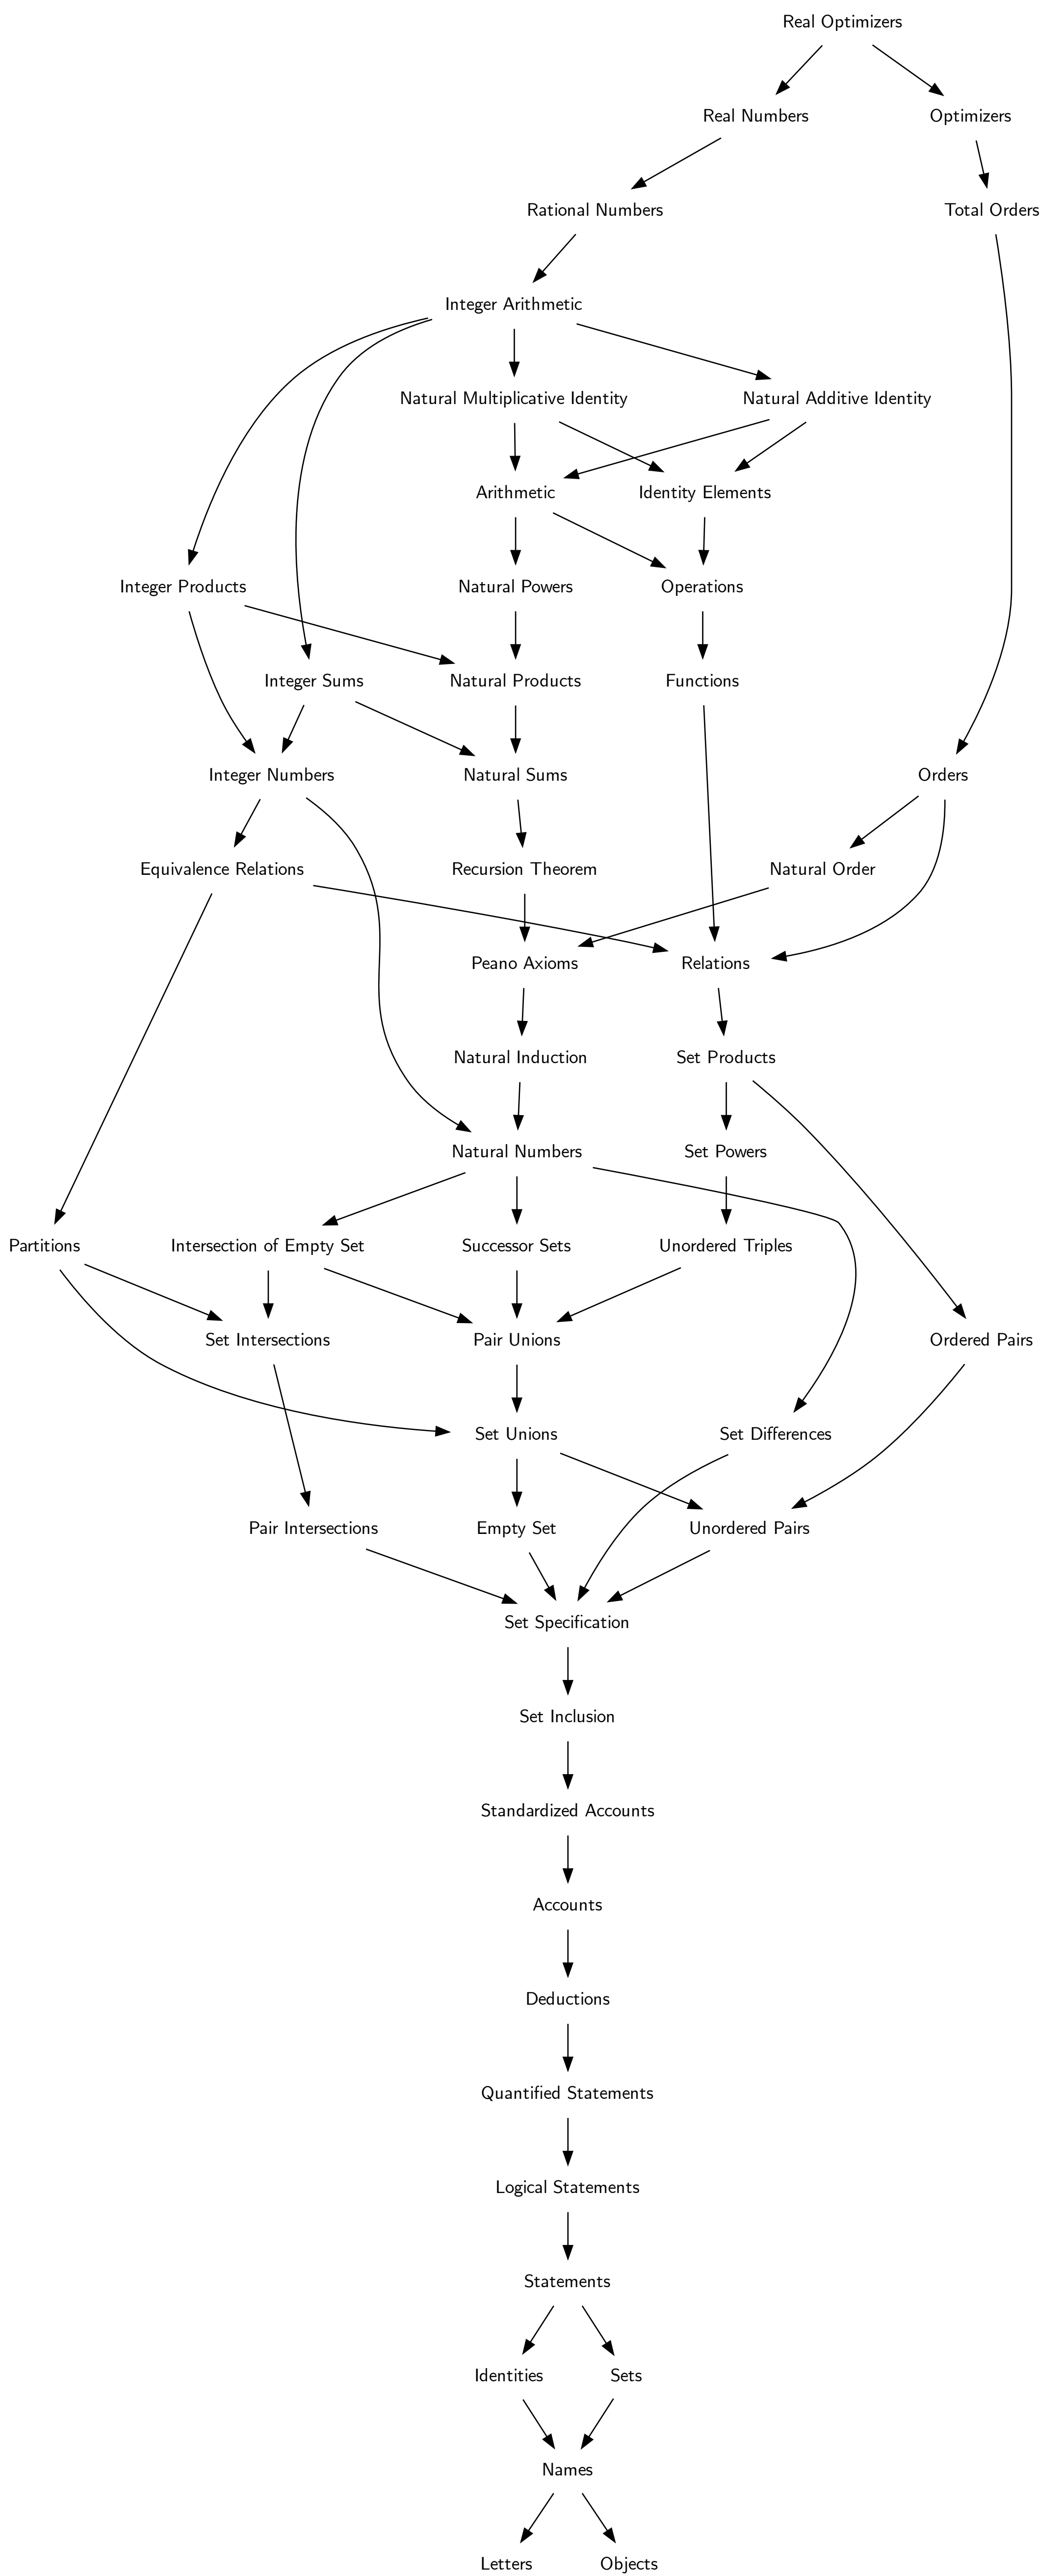 Real Optimizers
Real Numbers
Optimizers
Rational Numbers
Total Orders
Integer Arithmetic
Natural Multiplicative Identity
Natural Additive Identity
Arithmetic
Identity Elements
Integer Products
Natural Powers
Operations
Integer Sums
Natural Products
Functions
Integer Numbers
Natural Sums
Orders
Equivalence Relations
Recursion Theorem
Natural Order
Peano Axioms
Relations
Natural Induction
Set Products
Natural Numbers
Set Powers
Partitions
Intersection of Empty Set
Successor Sets
Unordered Triples
Set Intersections
Pair Unions
Ordered Pairs
Set Unions
Set Differences
Pair Intersections
Empty Set
Unordered Pairs
Set Specification
Set Inclusion
Standardized Accounts
Accounts
Deductions
Quantified Statements
Logical Statements
Statements
Identities
Sets
Names
Letters
Objects